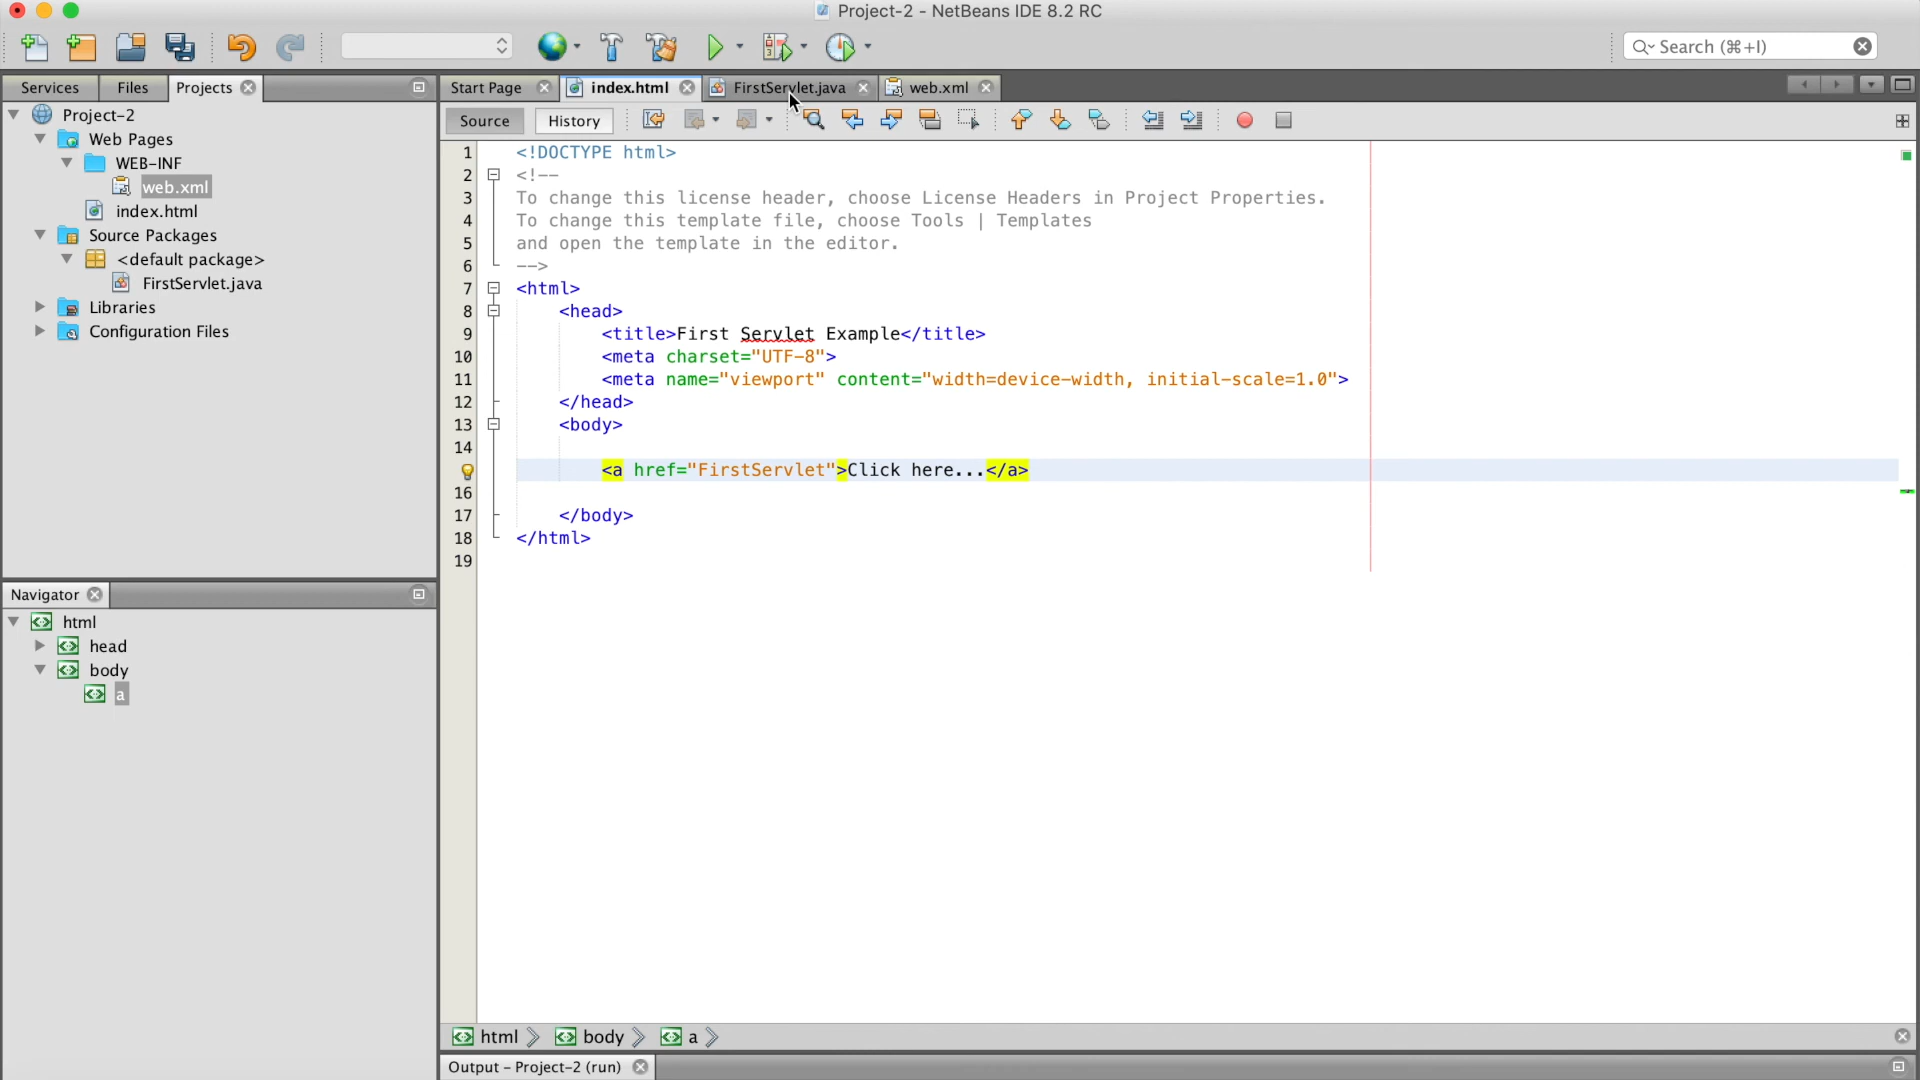 Project-2 - NetBeans IDE 8.2 RC
Search (⌘+I)
Services Files Projects
Start Page index.html FirstServlet.java web.xml
Source History
Project-2
Web Pages
WEB-INF
web.xml
index.html
Source Packages
<default package>
FirstServlet.java
Libraries
Configuration Files
1 <!DOCTYPE html>
2 <!--
3 To change this license header, choose License Headers in Project Properties.
4 To change this template file, choose Tools | Templates
5 and open the template in the editor.
6 -->
7 <html>
8 <head>
9 <title>First Servlet Example</title>
10 <meta charset="UTF-8">
11 <meta name="viewport" content="width=device-width, initial-scale=1.0">
12 </head>
13 <body>
14
<a href="FirstServlet">Click here...</a>
16
17 </body>
18 </html>
19
Navigator
html
head
body
a
html body a
Output - Project-2 (run)